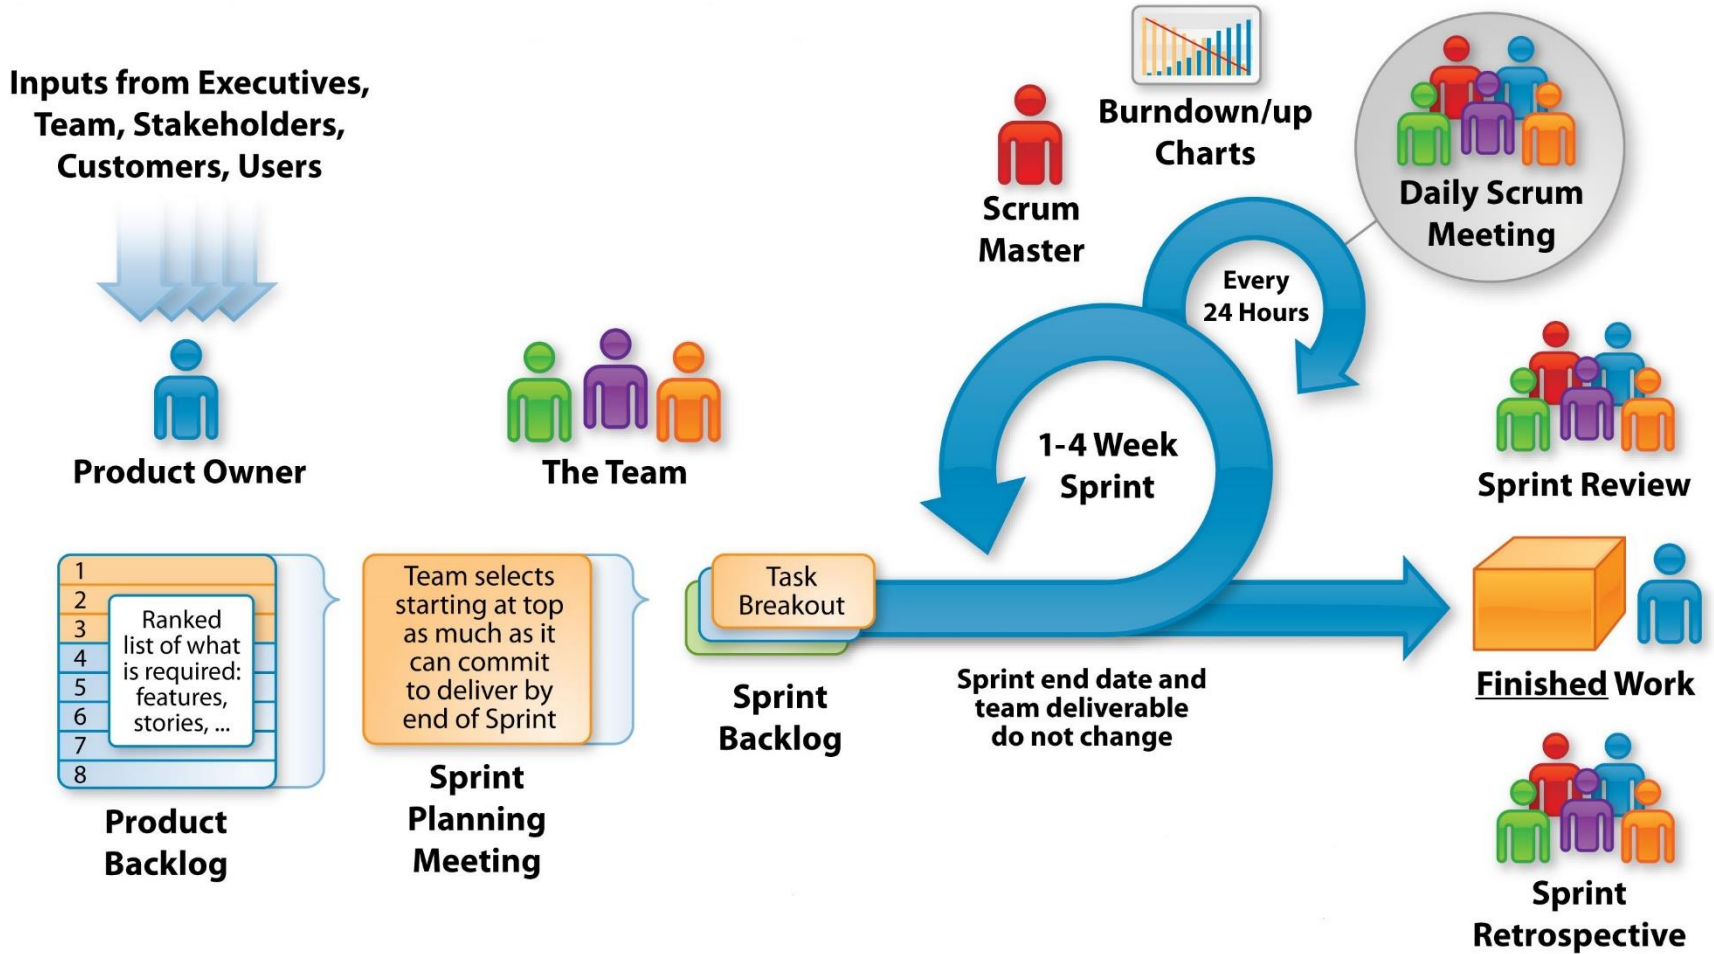 Inputs from Executives,
Team, Stakeholders,
Customers, Users
Product Owner
The Team
Scrum
Master
Burndown/up
Charts
Daily Scrum
Meeting
Every
24 Hours
1-4 Week
Sprint
Sprint Review
1
2
3
4
5
6
7
8
Ranked
list of what
is required:
features,
stories, ...
Product
Backlog
Team selects
starting at top
as much as it
can commit
to deliver by
end of Sprint
Sprint
Planning
Meeting
Task
Breakout
Sprint
Backlog
Sprint end date and
team deliverable
do not change
Finished Work
Sprint
Retrospective